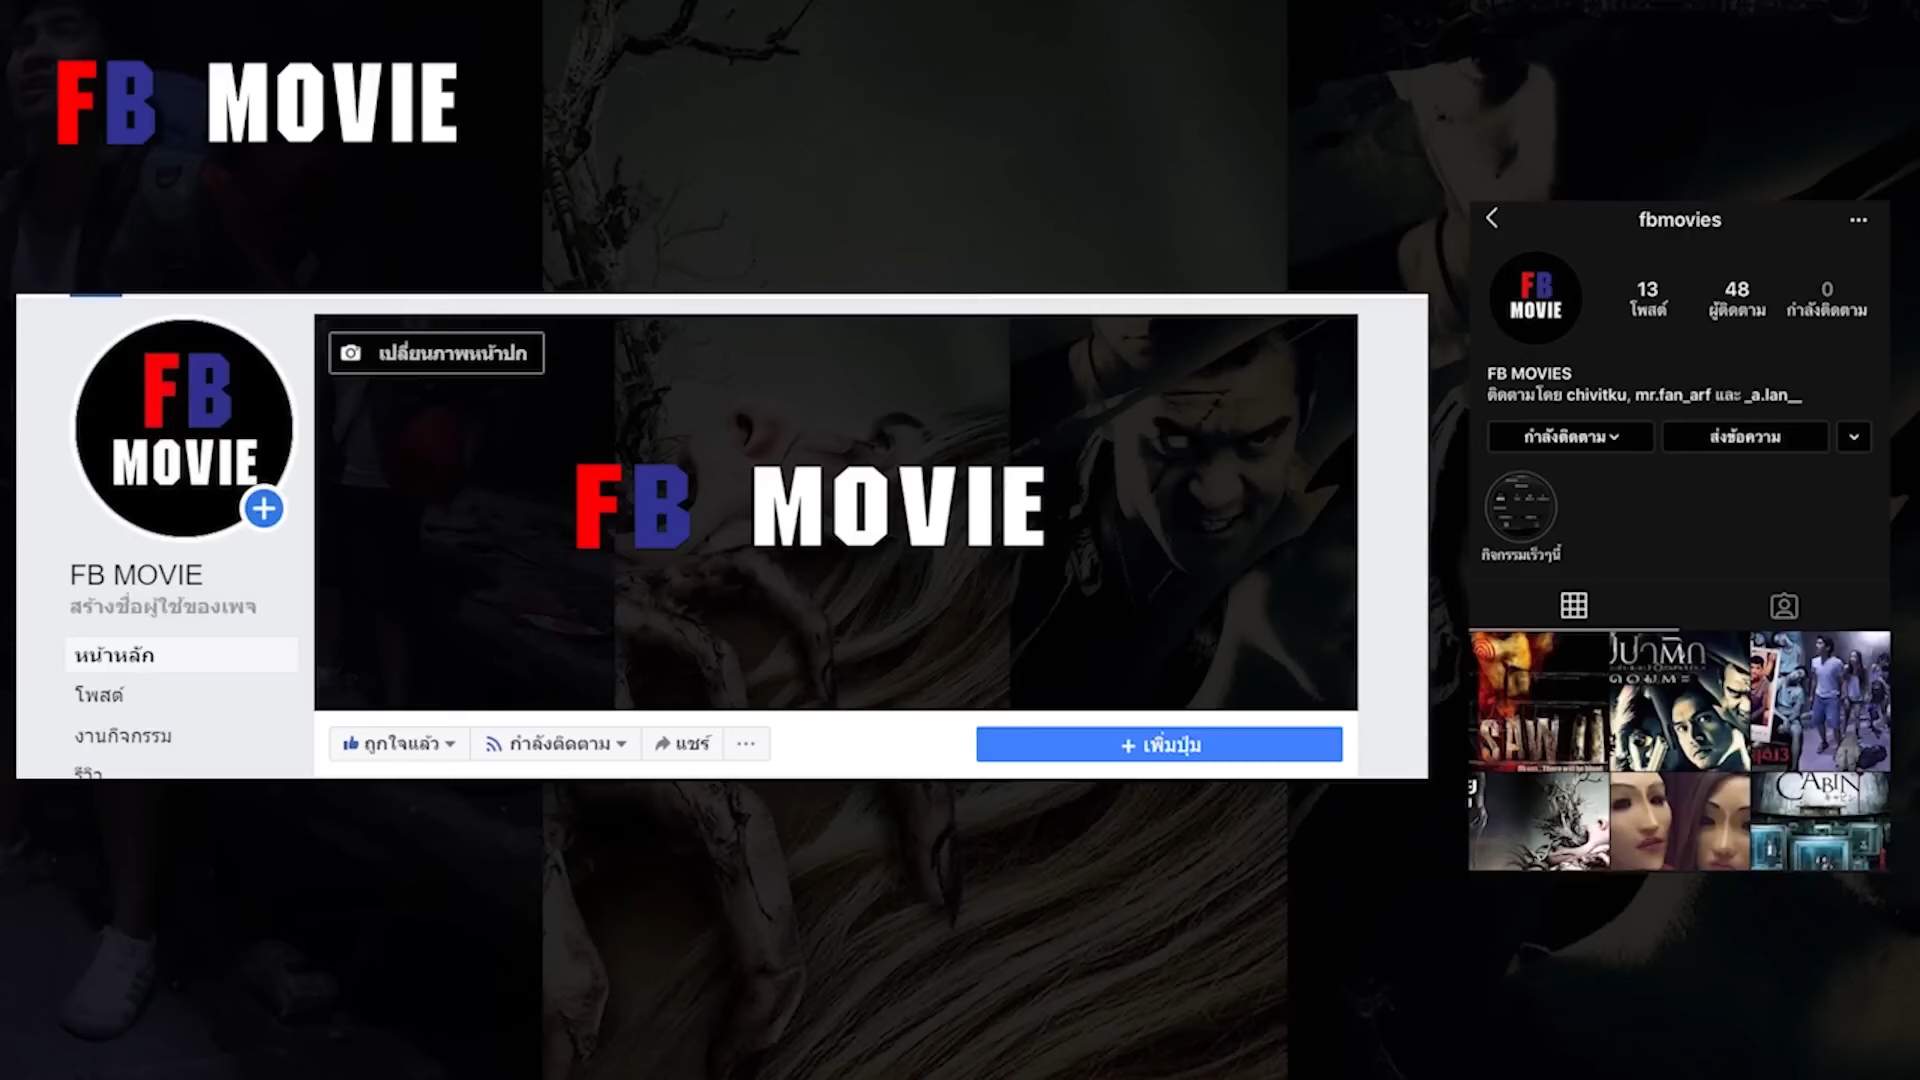 FB MOVIE
เปลี่ยนภาพหน้าปก
FB
MOVIE
FB MOVIE
FB MOVIE
สร้างชื่อผู้ใช้ของเพจ
หน้าหลัก
โพสต์
งานกิจกรรม
รีวิว
ถูกใจแล้ว
กำลังติดตาม
แชร์
+ เพิ่มปุ่ม
fbmovies
FB
MOVIE
13 48 0
โพสต์ ผู้ติดตาม กำลังติดตาม
FB MOVIES
ติดตามโดย chivitku, mr.fan_arf และ _a.lan__
กำลังติดตาม ส่งข้อความ
กิจกรรมเร็วๆนี้
SAW II
CABIN
キャビン